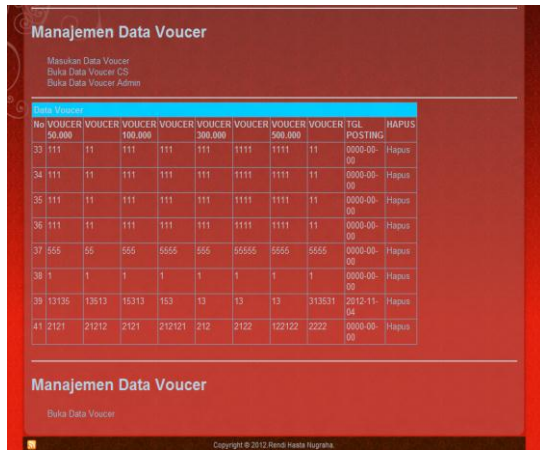 Manajemen Data Voucer
Masukan Data Voucer
Buka Data Voucer CS
Buka Data Voucer Admin
Data Voucer
No VOUCER 50.000 VOUCER VOUCER 100.000 VOUCER VOUCER 300.000 VOUCER VOUCER 500.000 VOUCER TGL POSTING HAPUS
33 111 11 111 111 111 1111 1111 11 0000-00-00 Hapus
34 111 11 111 111 111 1111 1111 11 0000-00-00 Hapus
35 111 11 111 111 111 1111 1111 11 0000-00-00 Hapus
36 111 11 111 111 111 1111 1111 11 0000-00-00 Hapus
37 555 55 555 5555 555 55555 5555 5555 0000-00-00 Hapus
38 1 1 1 1 1 1 1 1 0000-00-00 Hapus
39 13135 13513 15313 153 13 13 13 313531 2012-11-04 Hapus
41 2121 21212 2121 212121 212 2122 122122 2222 0000-00-00 Hapus
Manajemen Data Voucer
Buka Data Voucer
Copyright © 2012.Rendi Hasta Nugraha.